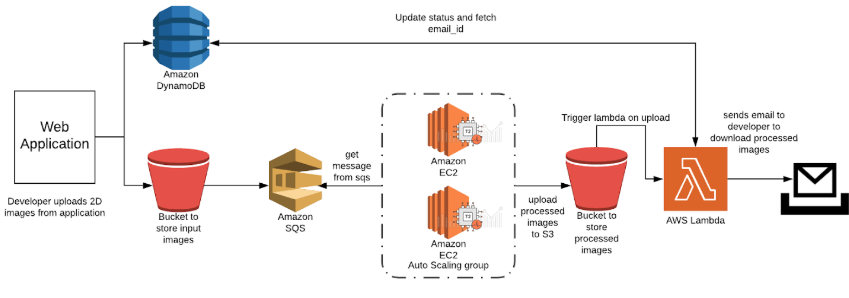 Update status and fetch
email_id
Amazon
DynamoDB
Web
Application
Developer uploads 2D
images from application
Bucket to
store input
images
Amazon
SQS
get
message
from sqs
T2
Amazon
EC2
T2
Amazon
EC2
Auto Scaling group
upload
processed
images
to S3
Trigger lambda on upload
Bucket to
store
processed
images
AWS Lambda
sends email to
developer to
download processed
images